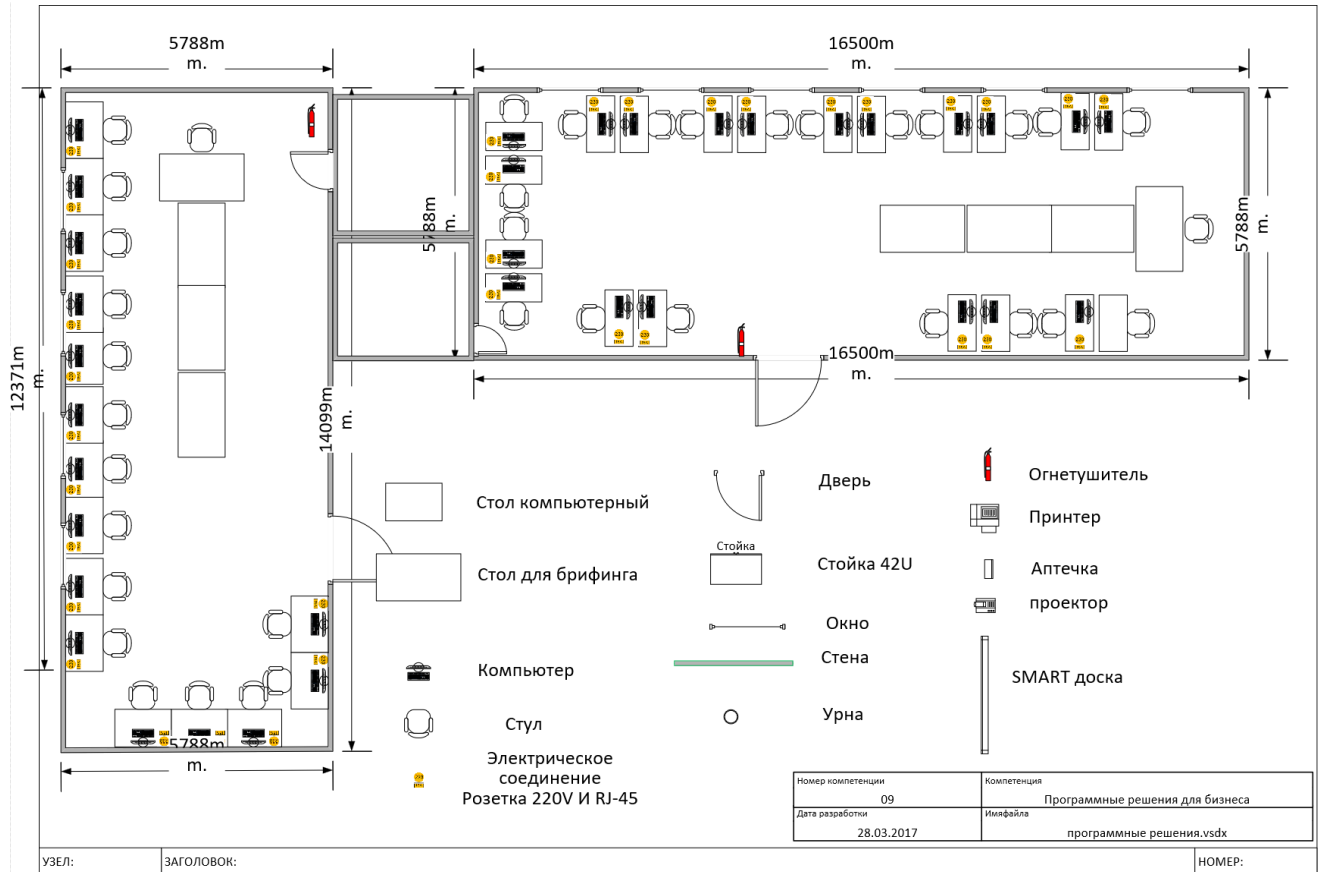 5788m
m.
16500m
m.
5788m
m.
5788m
m.
12371m
m.
14099m
m.
16500m
m.
5788m
m.
Стол компьютерный
Стол для брифинга
Компьютер
Стул
Электрическое
соединение
Розетка 220V И RJ-45
Дверь
Стойка
Стойка 42U
Окно
Стена
Урна
Огнетушитель
Принтер
Аптечка
проектор
SMART доска
Номер компетенции
09
Компетенция
Программные решения для бизнеса
Дата разработки
28.03.2017
Имяфайла
программные решения.vsdx
УЗЕЛ:
ЗАГОЛОВОК:
НОМЕР: